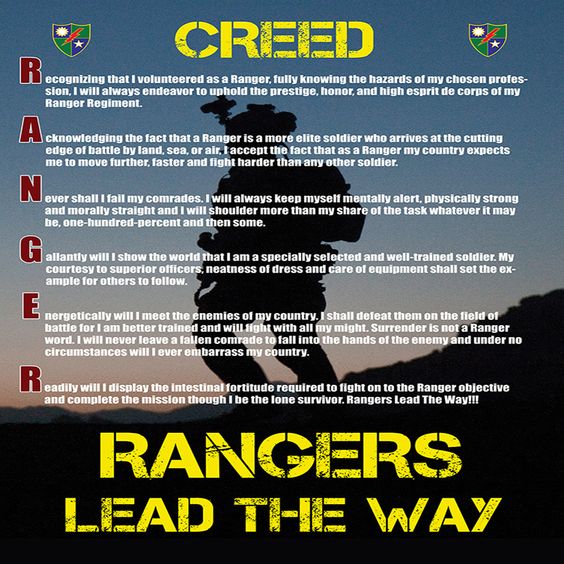 CREED
Recognizing that I volunteered as a Ranger, fully knowing the hazards of my chosen profes-
sion, I will always endeavor to uphold the prestige, honor, and high esprit de corps of my
Ranger Regiment.
Acknowledging the fact that a Ranger is a more elite soldier who arrives at the cutting
edge of battle by land, sea, or air, I accept the fact that as a Ranger my country expects
me to move further, faster and fight harder than any other soldier.
Never shall I fail my comrades. I will always keep myself mentally alert, physically strong
and morally straight and I will shoulder more than my share of the task whatever it may
be, one-hundred-percent and then some.
Gallantly will I show the world that I am a specially selected and well-trained soldier. My
courtesy to superior officers, neatness of dress and care of equipment shall set the ex-
ample for others to follow.
Energetically will I meet the enemies of my country. I shall defeat them on the field of
battle for I am better trained and will fight with all my might. Surrender is not a Ranger
word. I will never leave a fallen comrade to fall into the hands of the enemy and under no
circumstances will I ever embarrass my country.
Readily will I display the intestinal fortitude required to fight on to the Ranger objective
and complete the mission though I be the lone survivor. Rangers Lead The Way!!!
RANGERS
LEAD THE WAY